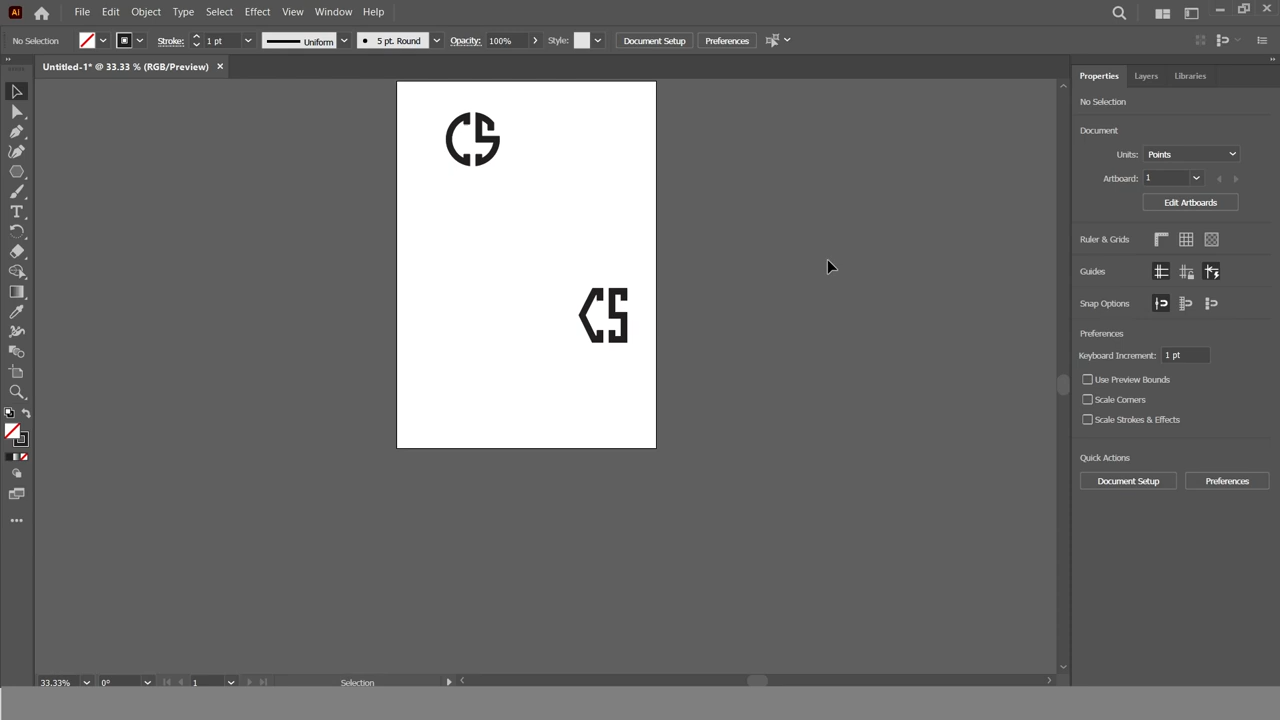 Ai File Edit Object Type Select Effect View Window Help
No Selection Stroke: 1 pt Uniform 5 pt. Round Opacity: 100% Style: Document Setup Preferences
Untitled-1* @ 33.33 % (RGB/Preview) ×
Properties Layers Libraries
No Selection
Document
Units: Points
Artboard: 1
Edit Artboards
Ruler & Grids
Guides
Snap Options
Preferences
Keyboard Increment: 1 pt
Use Preview Bounds
Scale Corners
Scale Strokes & Effects
Quick Actions
Document Setup Preferences
CS
CS
33.33% 0° 1 Selection